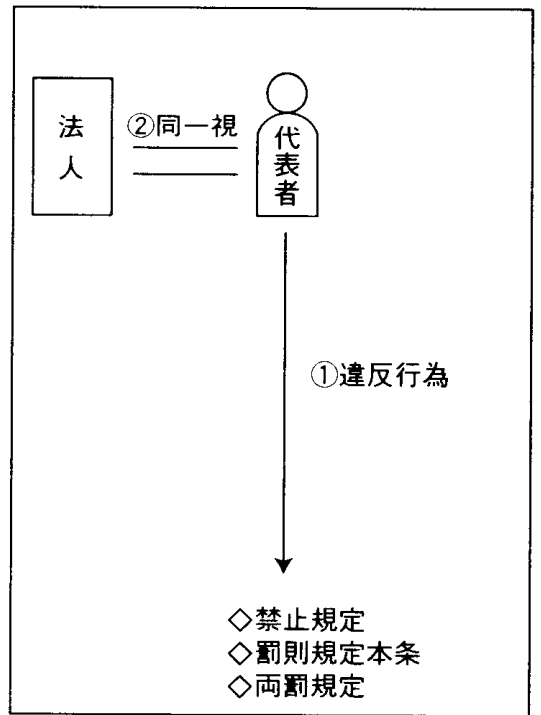 法人
②同一視
代表者
①違反行為
◇禁止規定
◇罰則規定本条
◇両罰規定